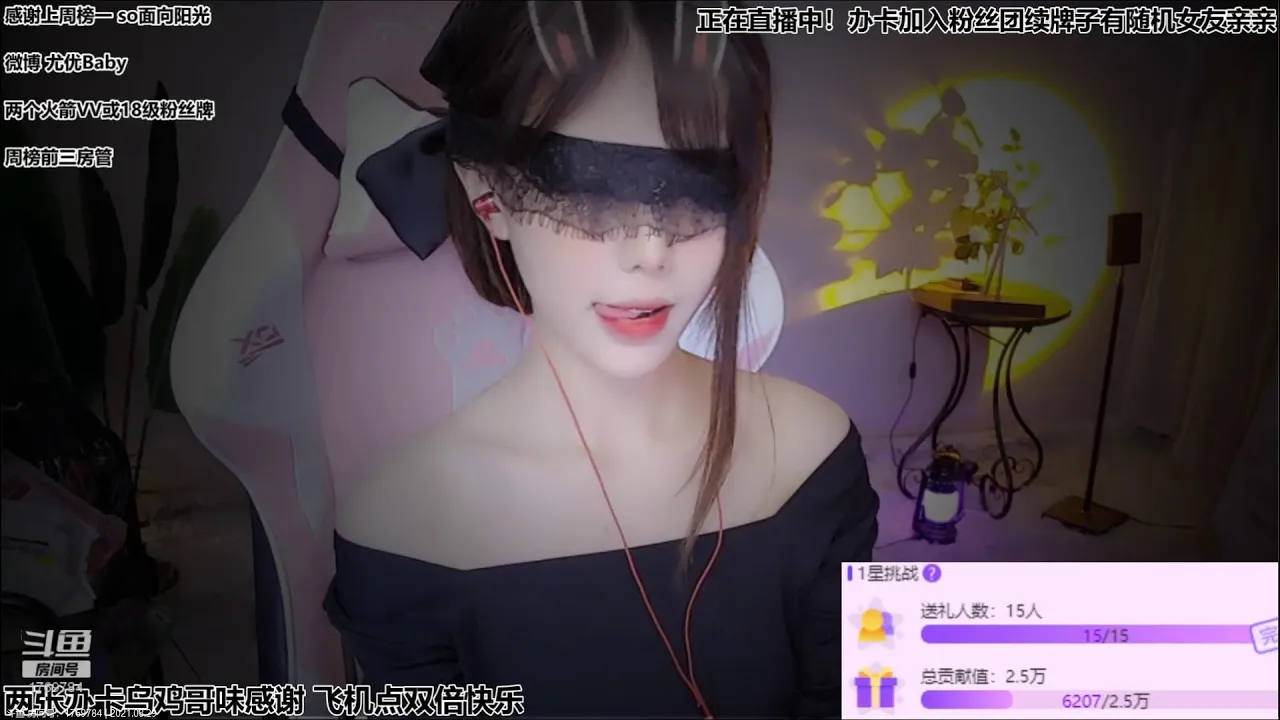 感谢上周榜一 so面向阳光
正在直播中！办卡加入粉丝团续牌子有随机女友亲亲
微博 尤优Baby
两个火箭VV或18级粉丝牌
周榜前三房管
1星挑战 ?
送礼人数：15人
15/15
完
总贡献值：2.5万
6207/2.5万
斗鱼
房间号
两张办卡乌鸡哥味感谢 飞机点双倍快乐